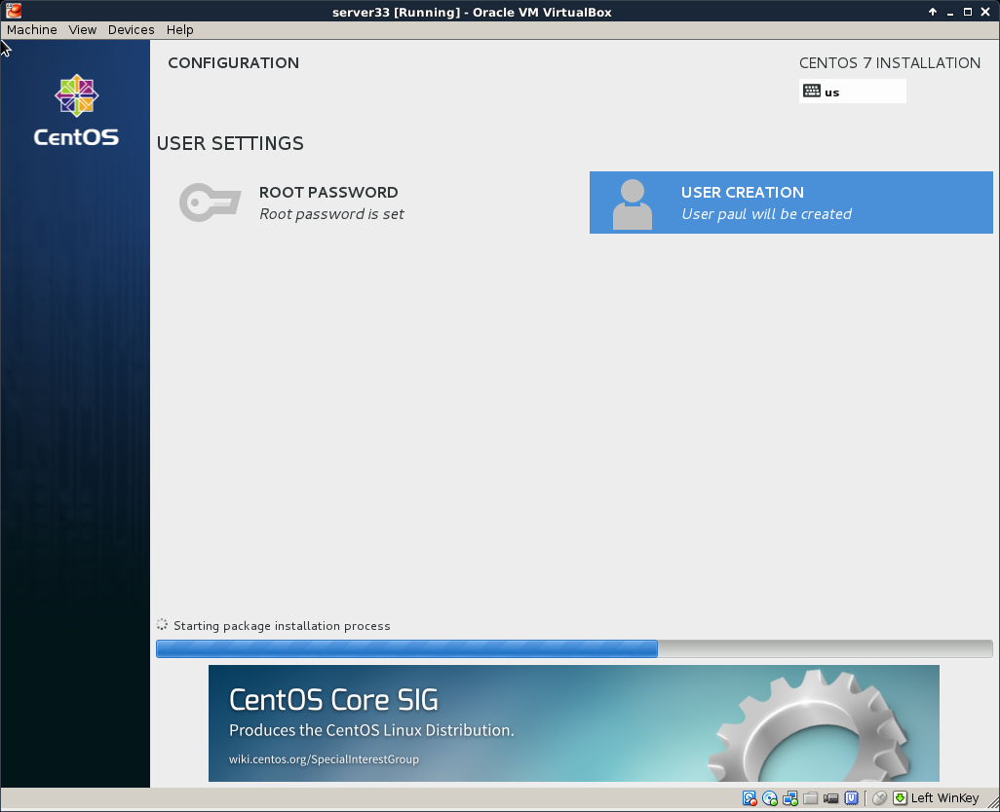 server33 [Running] - Oracle VM VirtualBox
Machine View Devices Help
CentOS
CONFIGURATION
CENTOS 7 INSTALLATION
us
USER SETTINGS
ROOT PASSWORD
Root password is set
USER CREATION
User paul will be created
Starting package installation process
CentOS Core SIG
Produces the CentOS Linux Distribution.
wiki.centos.org/SpecialInterestGroup
Left WinKey